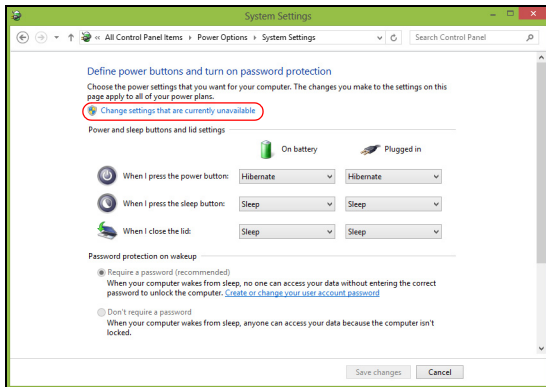 System Settings
« All Control Panel Items › Power Options › System Settings
Search Control Panel
Define power buttons and turn on password protection
Choose the power settings that you want for your computer. The changes you make to the settings on this
page apply to all of your power plans.
Change settings that are currently unavailable
Power and sleep buttons and lid settings
On battery Plugged in
When I press the power button: Hibernate Hibernate
When I press the sleep button: Sleep Sleep
When I close the lid: Sleep Sleep
Password protection on wakeup
Require a password (recommended)
When your computer wakes from sleep, no one can access your data without entering the correct
password to unlock the computer. Create or change your user account password
Don't require a password
When your computer wakes from sleep, anyone can access your data because the computer isn't
locked.
Save changes Cancel